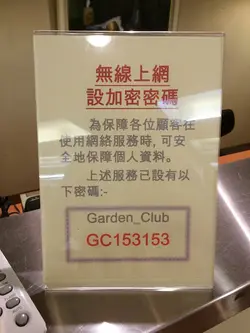 無線上網
設加密密碼
為保障各位顧客在
使用網絡服務時, 可安
全地保障個人資料。
上述服務已設有以
下密碼:-
Garden_Club
GC153153